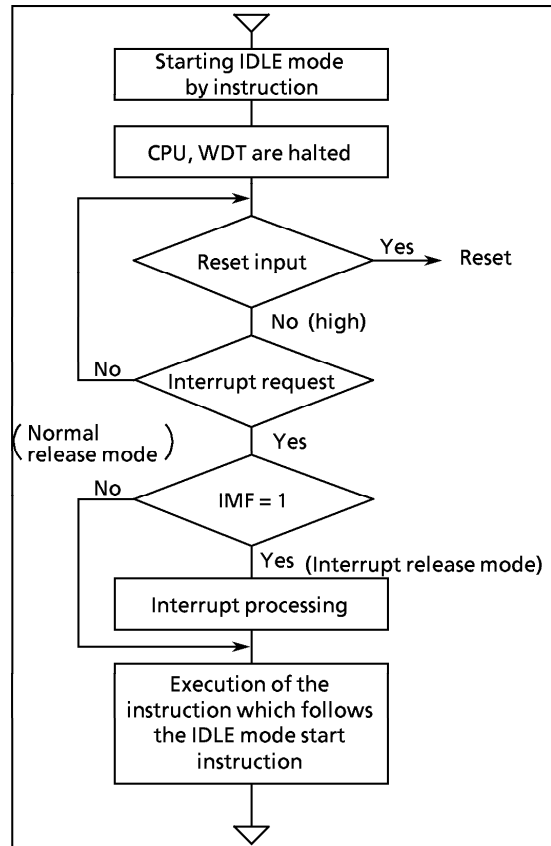 Starting IDLE mode
by instruction
CPU, WDT are halted
Reset input
Yes
Reset
No (high)
No
Interrupt request
(Normal
release mode)
Yes
No
IMF = 1
Yes (Interrupt release mode)
Interrupt processing
Execution of the
instruction which follows
the IDLE mode start
instruction